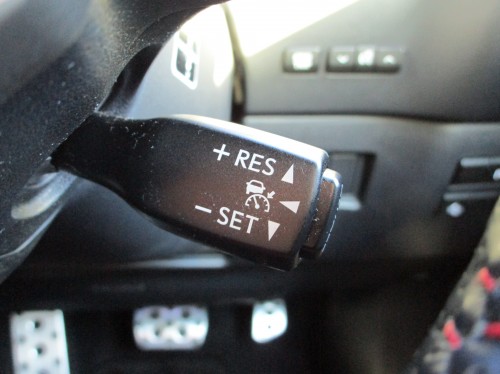 + RES
- SET